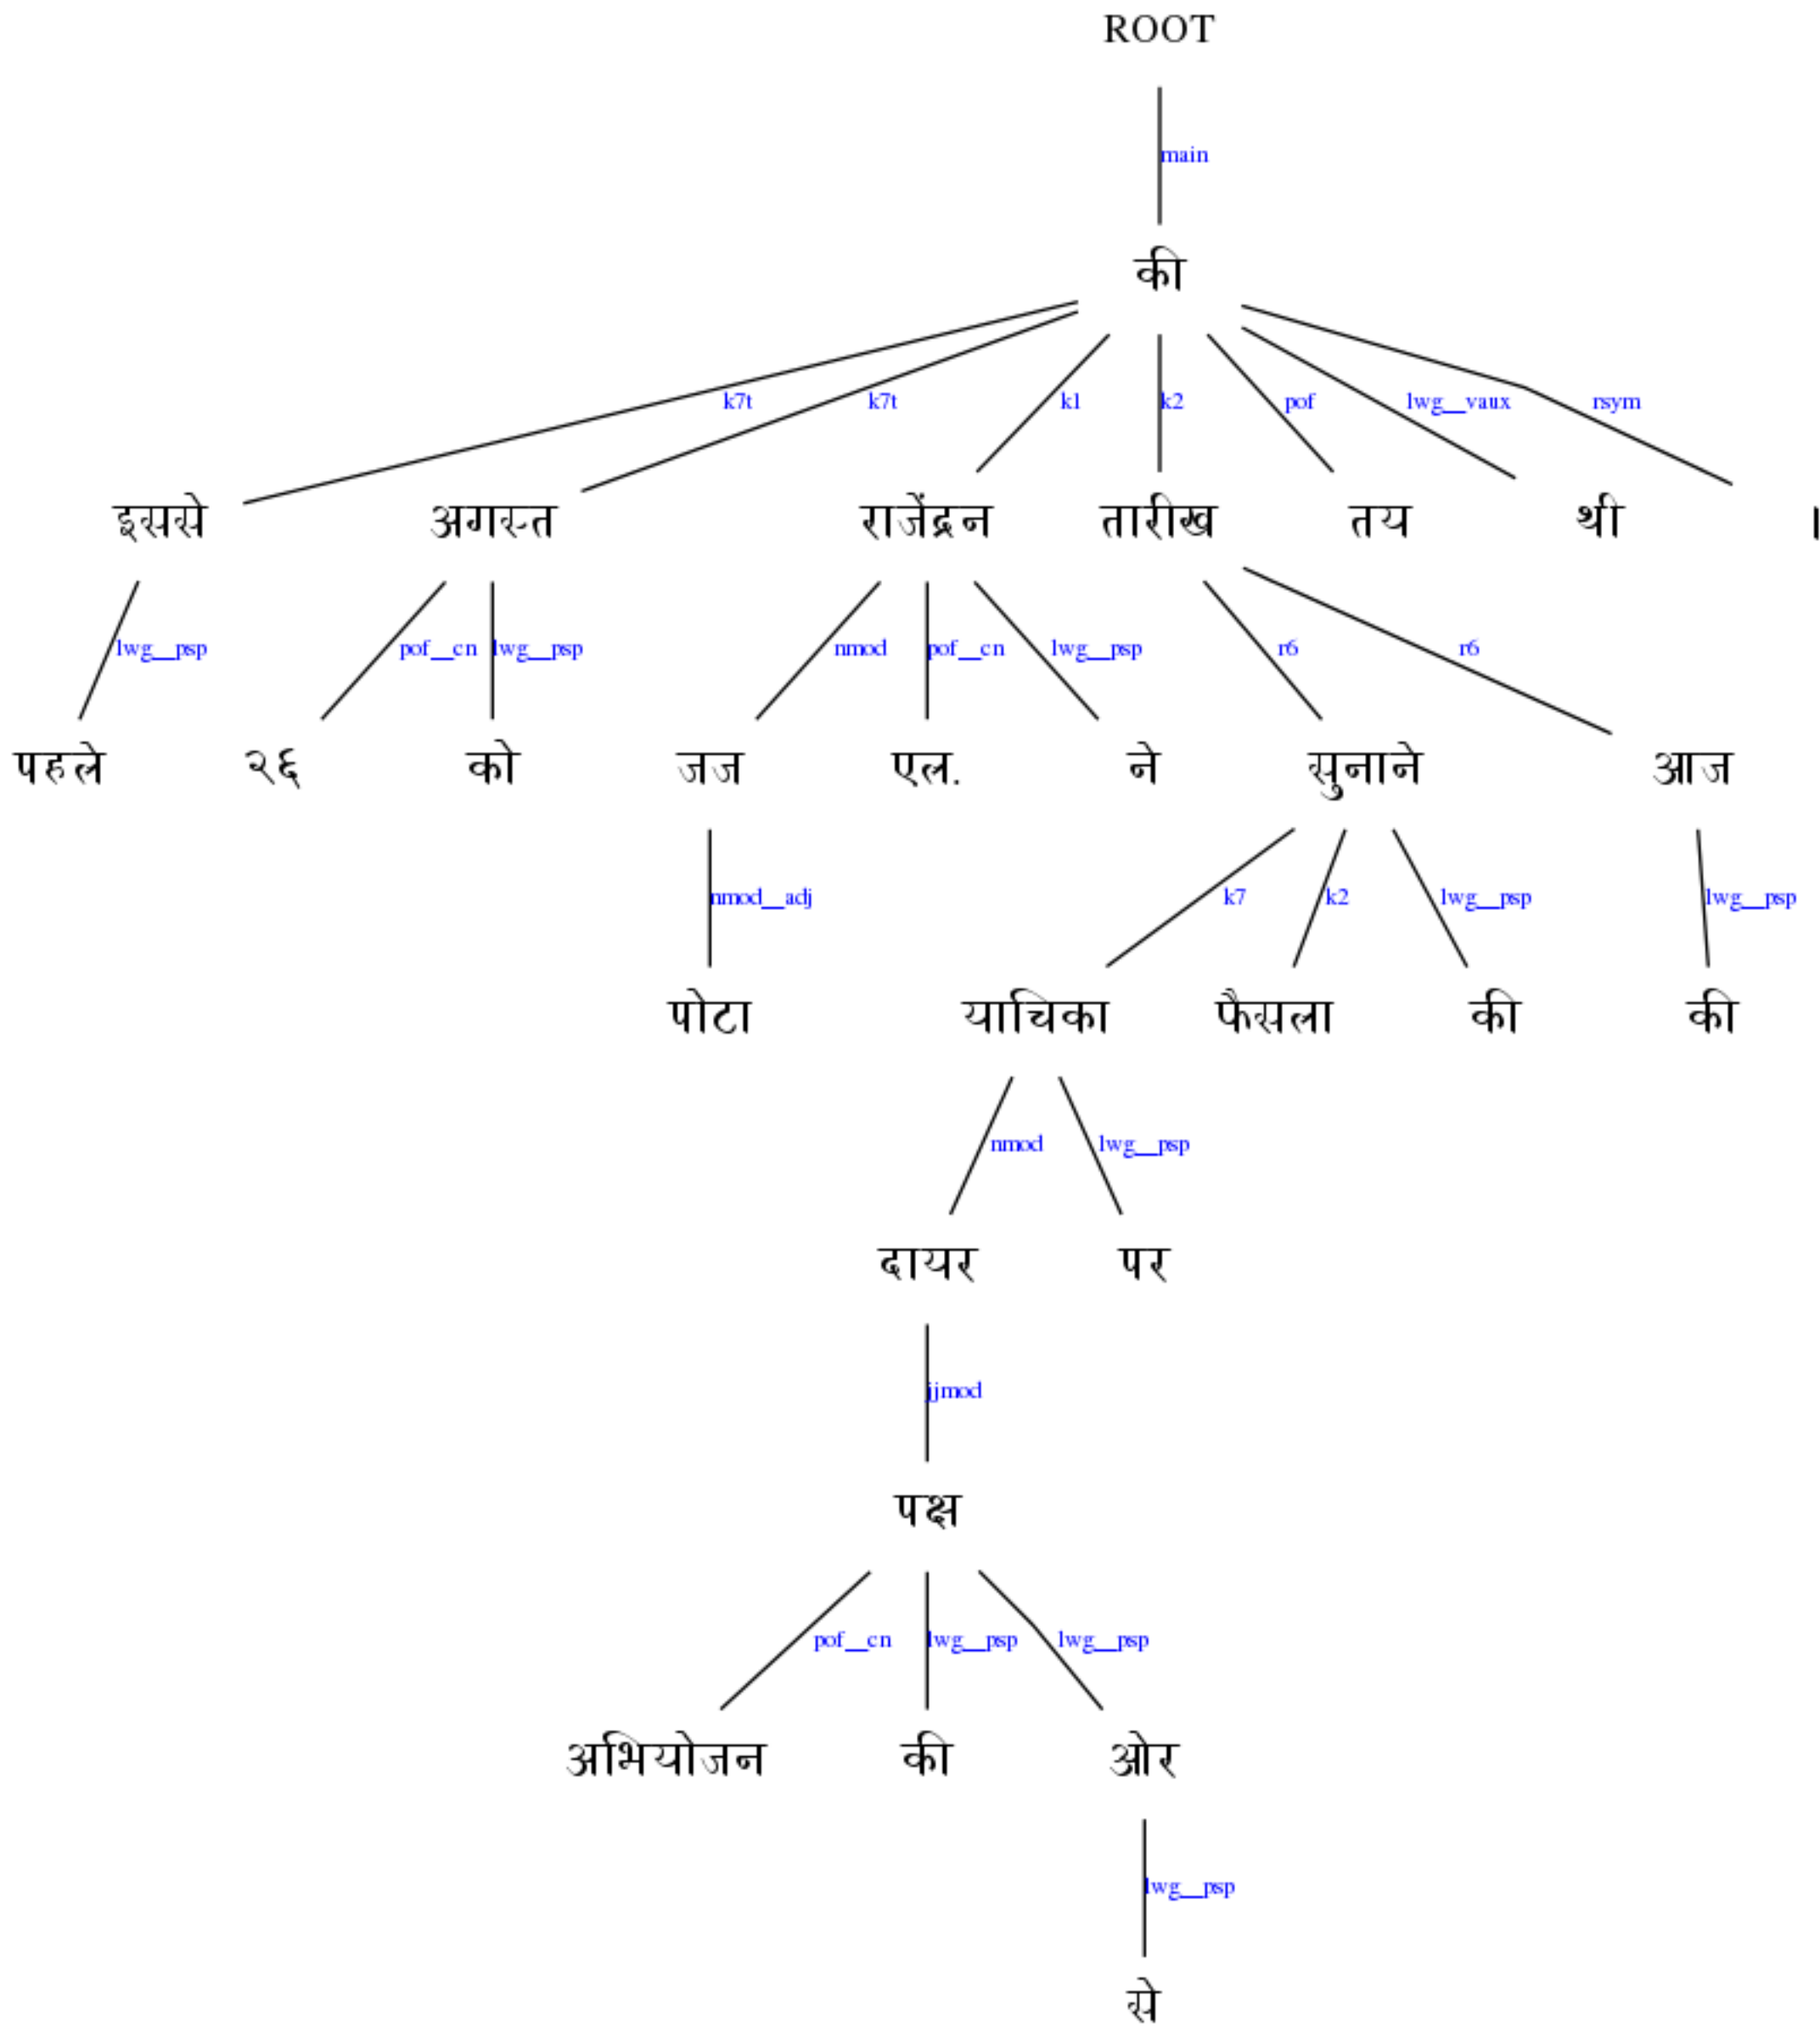 ROOT
main
की
k7t k7t k1 k2 pof lwg__vaux rsym
इससे अगस्त राजेंद्रन तारीख तय थी ।
lwg__psp pof__cn lwg__psp nmod pof__cn lwg__psp r6 r6
पहले २६ को जज एल. ने सुनाने आज
nmod__adj k7 k2 lwg__psp lwg__psp
पोटा याचिका फैसला की की
nmod lwg__psp
दायर पर
jjmod
पक्ष
pof__cn lwg__psp lwg__psp
अभियोजन की ओर
lwg__psp
से